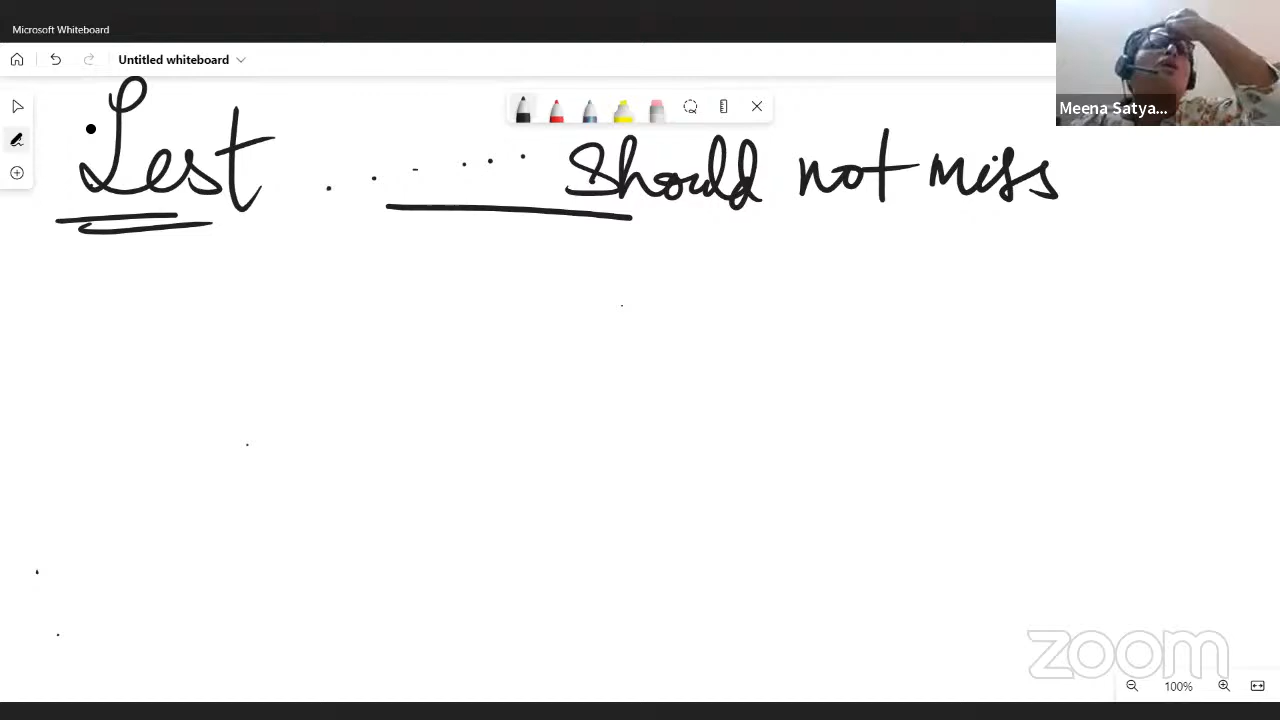 Microsoft Whiteboard
Untitled whiteboard
Meena Satya...
Lest ...... Should not miss
zoom
100%